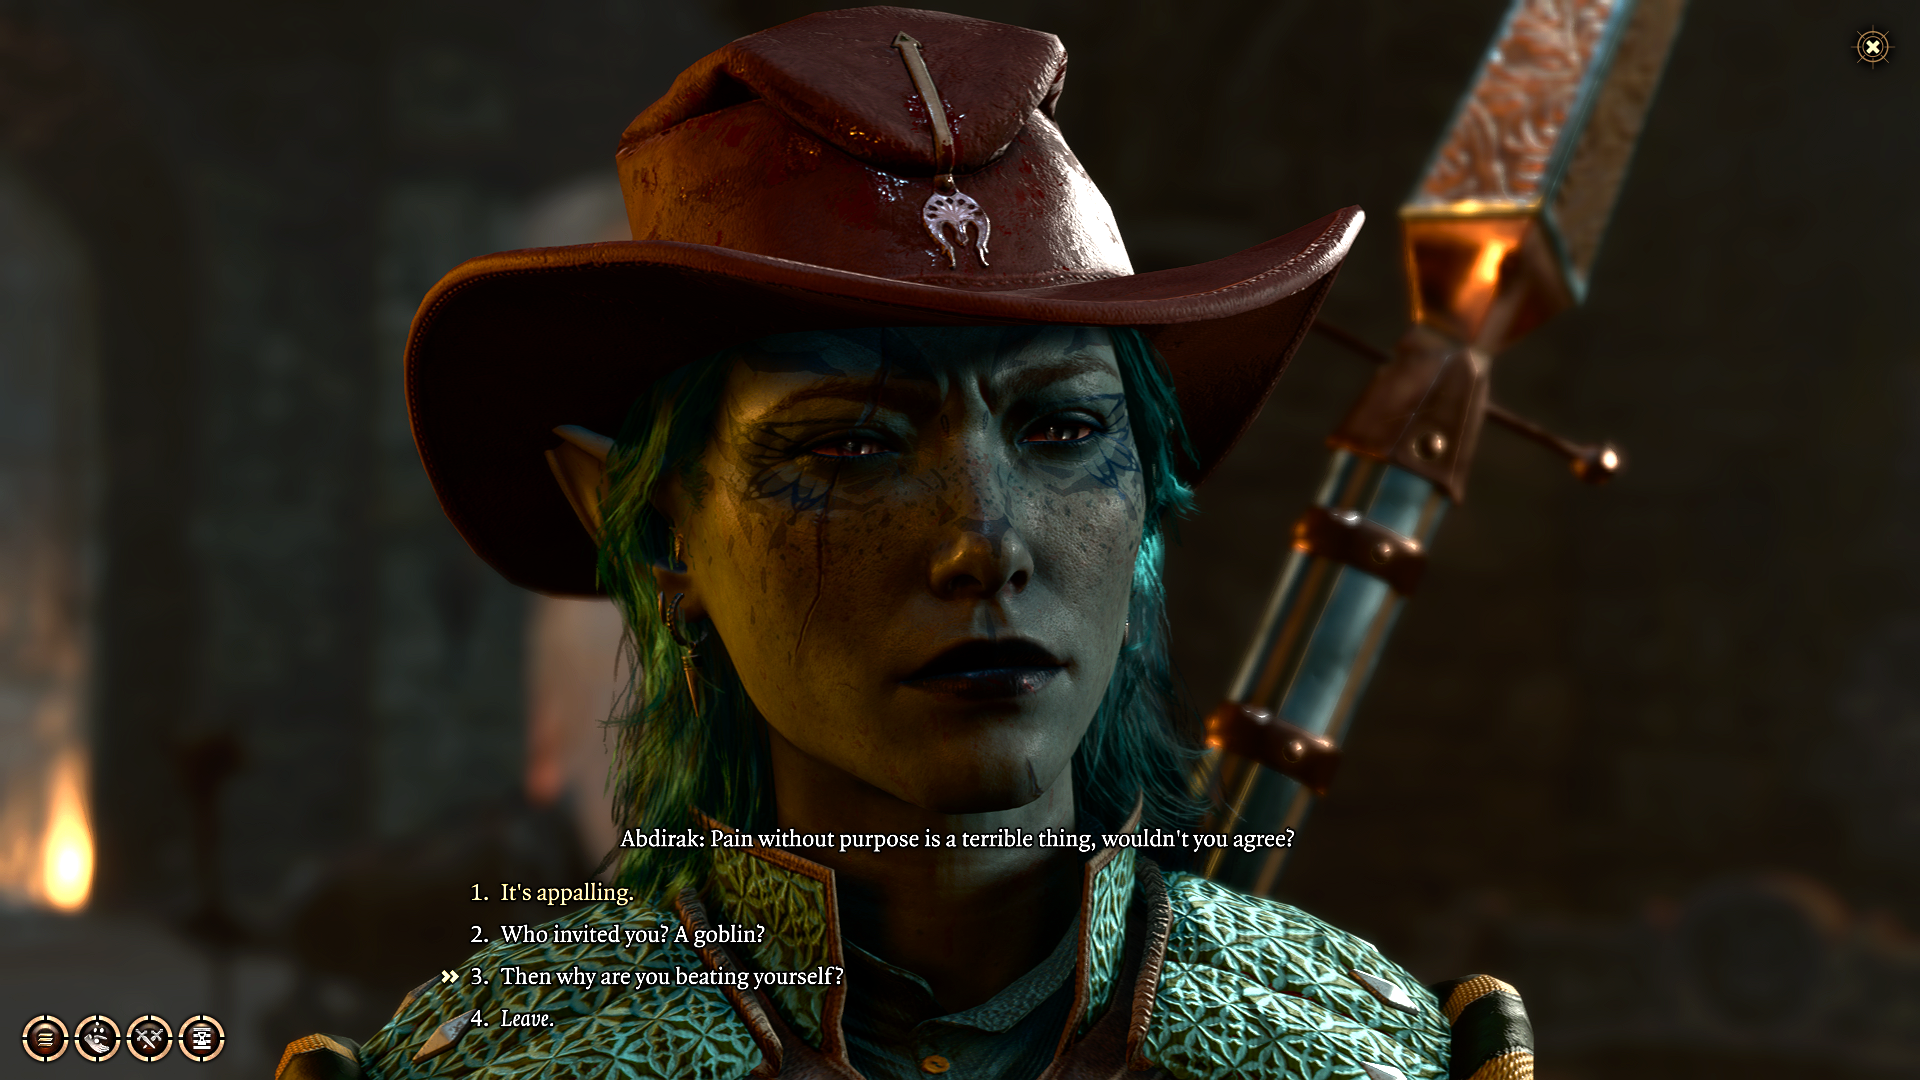 Abdirak: Pain without purpose is a terrible thing, wouldn't you agree?
1. It's appalling.
2. Who invited you? A goblin?
3. Then why are you beating yourself?
4. Leave.